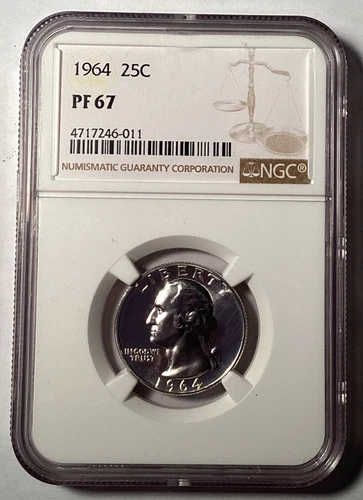 1964 25C
PF 67
4717246-011
NUMISMATIC GUARANTY CORPORATION
NGC®
LIBERTY
IN GOD WE
TRUST
1964